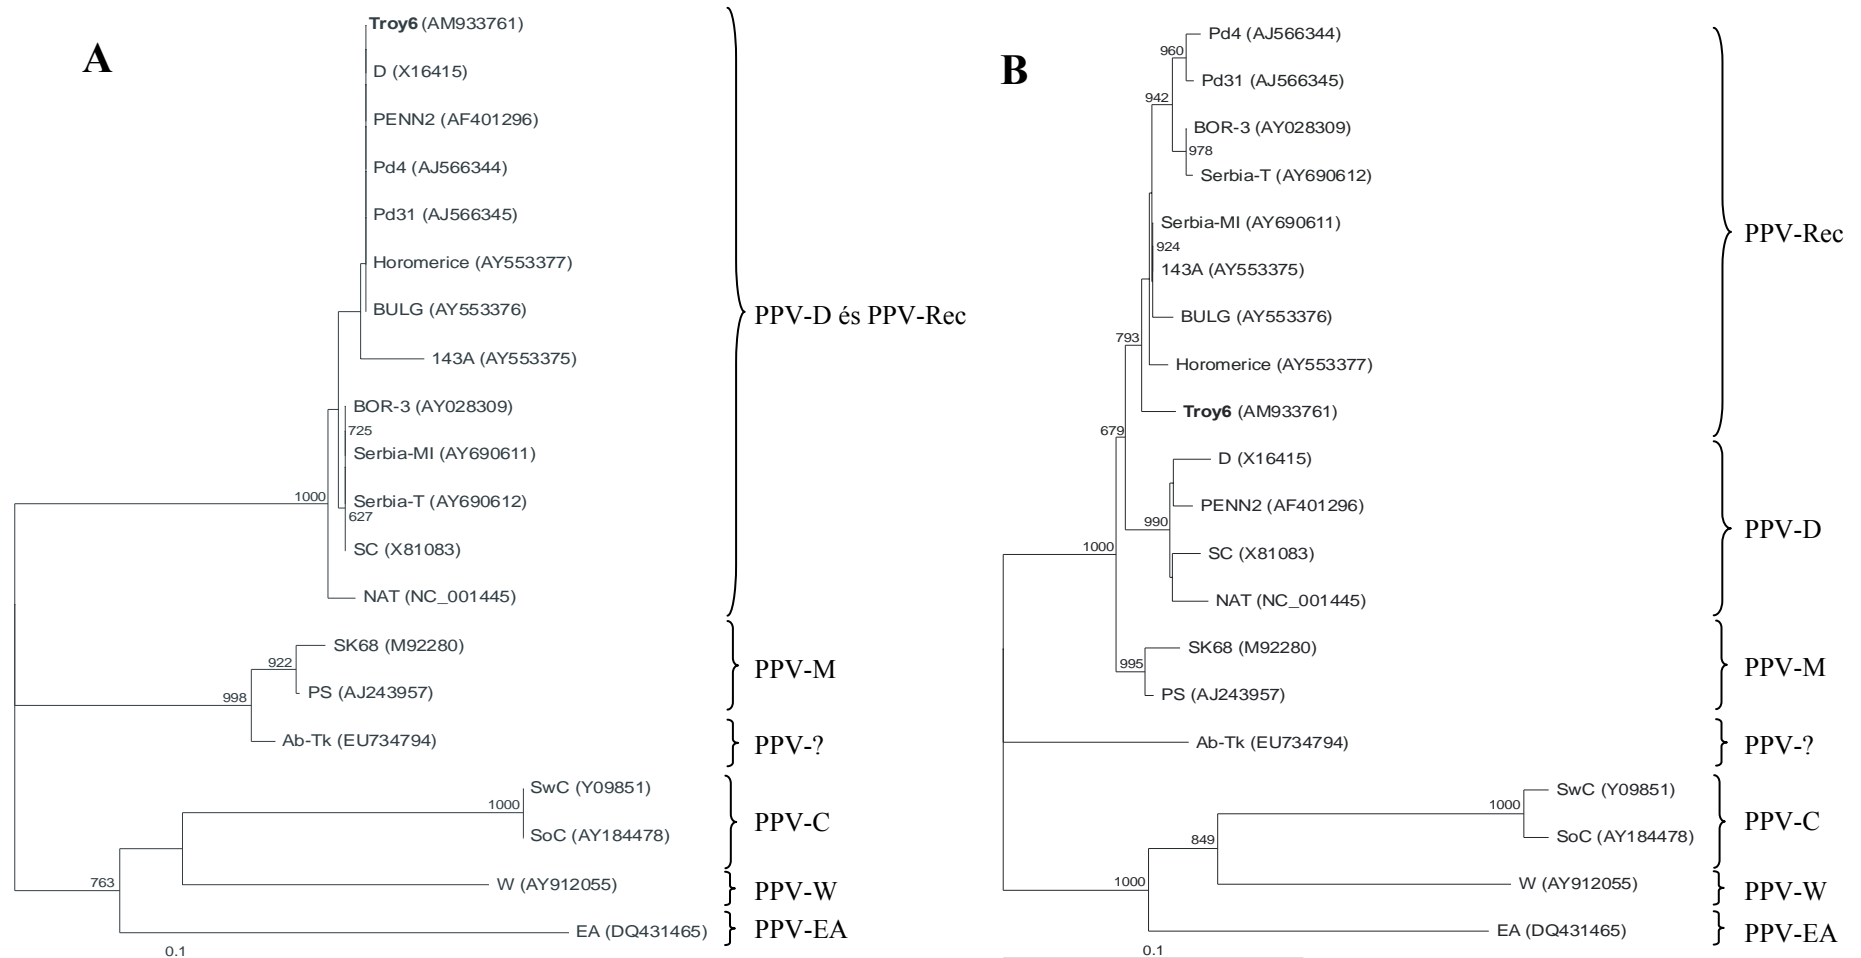 A
Troy6 (AM933761)
D (X16415)
PENN2 (AF401296)
Pd4 (AJ566344)
Pd31 (AJ566345)
Horomerice (AY553377)
BULG (AY553376)
143A (AY553375)
BOR-3 (AY028309)
725
Serbia-MI (AY690611)
1000
Serbia-T (AY690612)
627
SC (X81083)
NAT (NC_001445)
PPV-D és PPV-Rec
SK68 (M92280)
922
PS (AJ243957)
998
PPV-M
Ab-Tk (EU734794)
PPV-?
SwC (Y09851)
1000
SoC (AY184478)
PPV-C
763
W (AY912055)
PPV-W
EA (DQ431465)
PPV-EA
0.1
B
Pd4 (AJ566344)
960
Pd31 (AJ566345)
942
BOR-3 (AY028309)
978
Serbia-T (AY690612)
Serbia-MI (AY690611)
924
143A (AY553375)
BULG (AY553376)
793
Horomerice (AY553377)
Troy6 (AM933761)
PPV-Rec
679
D (X16415)
PENN2 (AF401296)
990
1000
SC (X81083)
NAT (NC_001445)
PPV-D
SK68 (M92280)
995
PS (AJ243957)
PPV-M
Ab-Tk (EU734794)
PPV-?
SwC (Y09851)
1000
SoC (AY184478)
PPV-C
849
1000
W (AY912055)
PPV-W
EA (DQ431465)
PPV-EA
0.1